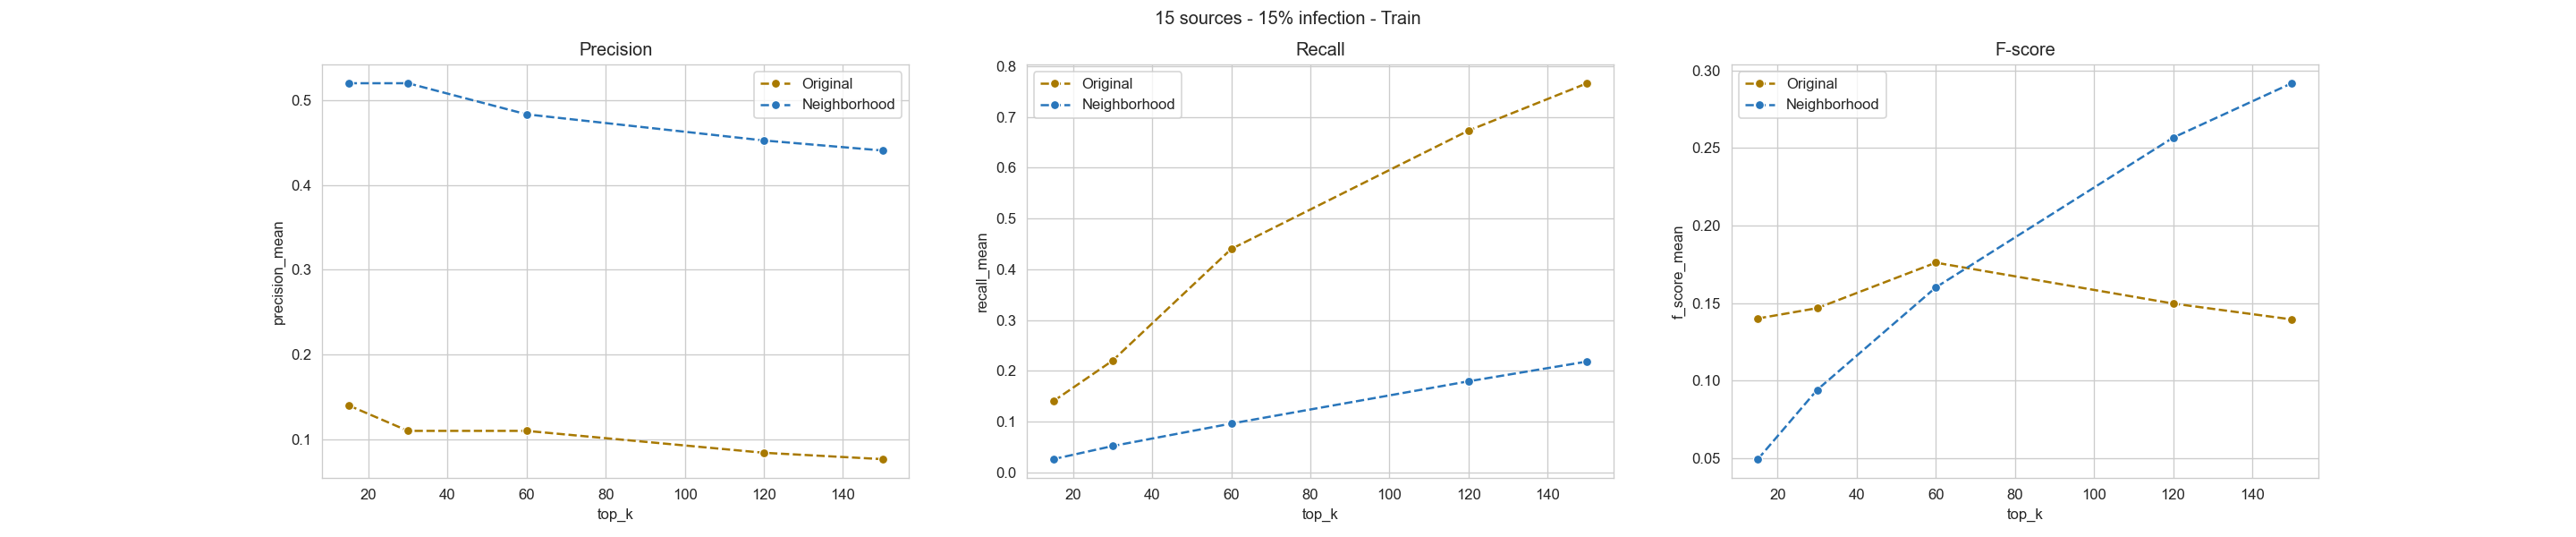 15 sources - 15% infection - Train
Precision
0.5
0.4
0.3
0.2
0.1
precision_mean
20 40 60 80 100 120 140
top_k
Original
Neighborhood
Recall
0.8
0.7
0.6
0.5
0.4
0.3
0.2
0.1
0.0
recall_mean
20 40 60 80 100 120 140
top_k
Original
Neighborhood
F-score
0.30
0.25
0.20
0.15
0.10
0.05
f_score_mean
20 40 60 80 100 120 140
top_k
Original
Neighborhood